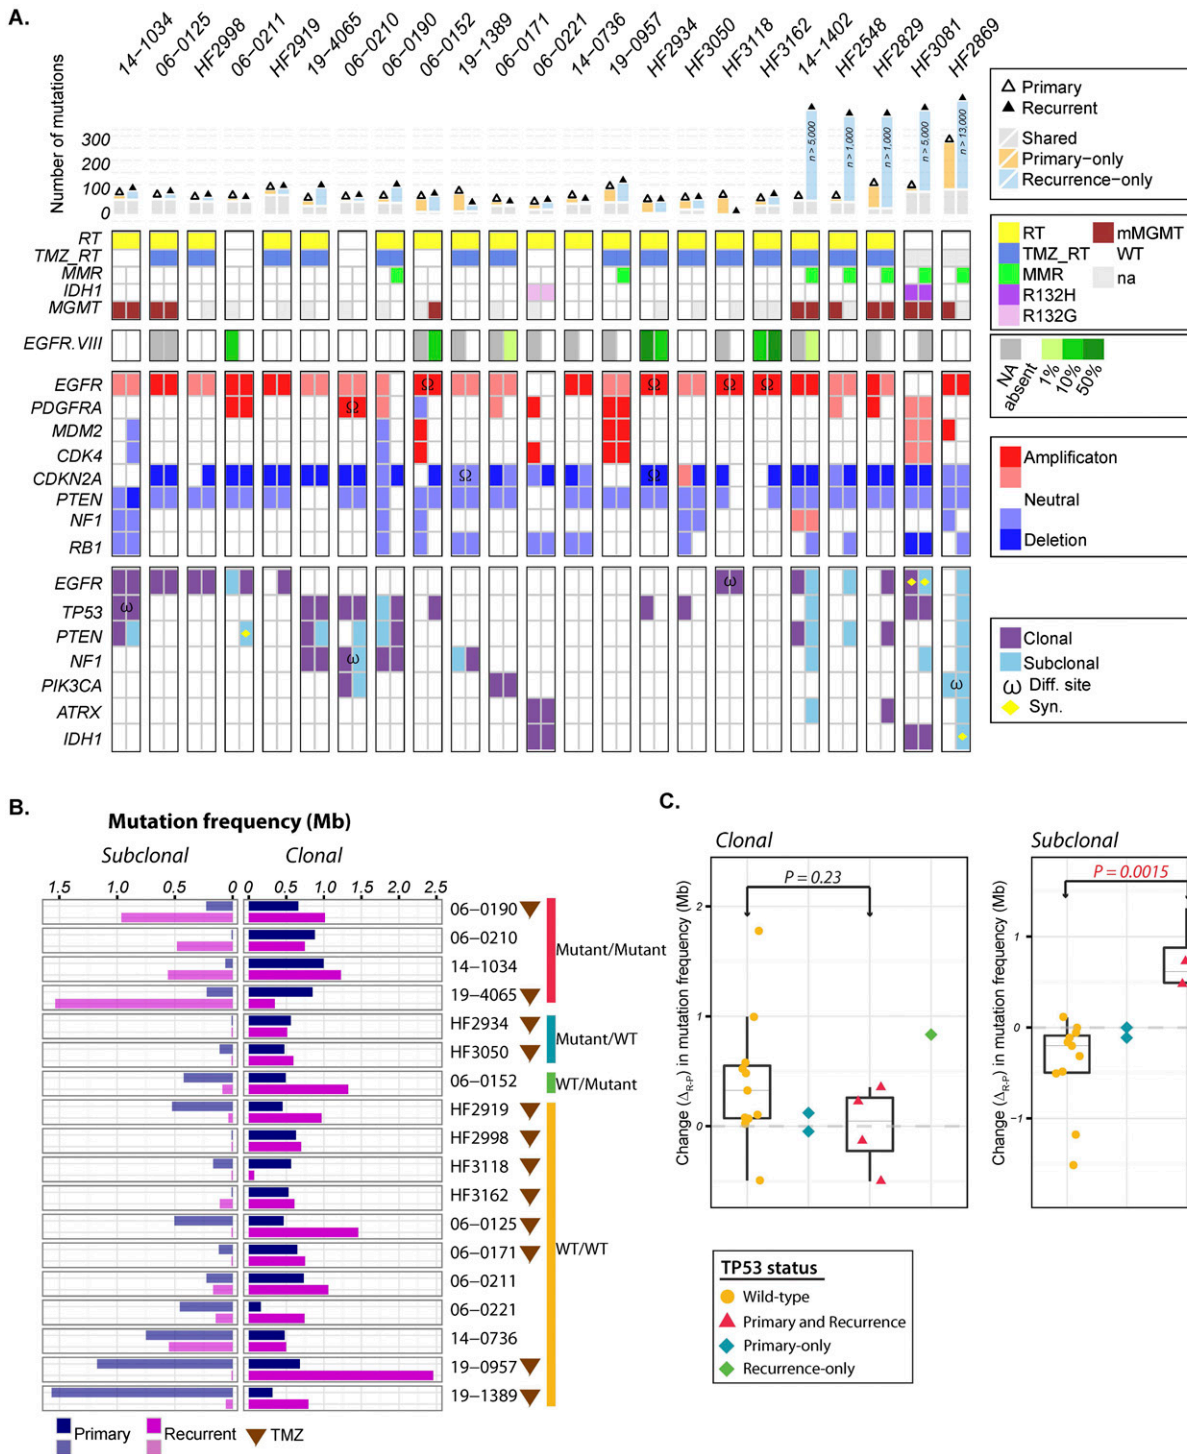 A.
14−1034
06−0125
HF2998
06−0211
HF2919
19−4065
06−0210
06−0190
06−0152
19−1389
06−0171
06−0221
14−0736
19−0957
HF2934
HF3050
HF3118
HF3162
14−1402
HF2548
HF2829
HF3081
HF2869
Number of mutations
300
200
100
0
n > 5,000
n > 1,000
n > 1,000
n > 5,000
n > 13,000
Primary
Recurrent
Shared
Primary−only
Recurrence−only
RT
TMZ_RT
MMR
IDH1
MGMT
RT
mMGMT
TMZ_RT
WT
MMR
na
R132H
R132G
EGFR.VIII
NA
absent
1%
10%
50%
EGFR
Ω
Ω
Ω
Ω
PDGFRA
Ω
MDM2
CDK4
CDKN2A
Ω
Ω
PTEN
NF1
RB1
Amplificaton
Neutral
Deletion
EGFR
ω
TP53
ω
PTEN
NF1
ω
PIK3CA
ω
ATRX
IDH1
Clonal
Subclonal
ω Diff. site
Syn.
B.
Mutation frequency (Mb)
Subclonal
Clonal
1.5 1.0 0.5 0
0 0.5 1.0 1.5 2.0 2.5
06−0190
06−0210
14−1034
19−4065
HF2934
HF3050
06−0152
HF2919
HF2998
HF3118
HF3162
06−0125
06−0171
06−0211
06−0221
14−0736
19−0957
19−1389
Mutant/Mutant
Mutant/WT
WT/Mutant
WT/WT
Primary
Recurrent
TMZ
C.
Clonal
P = 0.23
Change (ΔR-P) in mutation frequency (Mb)
2
1
0
Subclonal
P = 0.0015
Change (ΔR-P) in mutation frequency (Mb)
1
0
−1
TP53 status
Wild-type
Primary and Recurrence
Primary-only
Recurrence-only